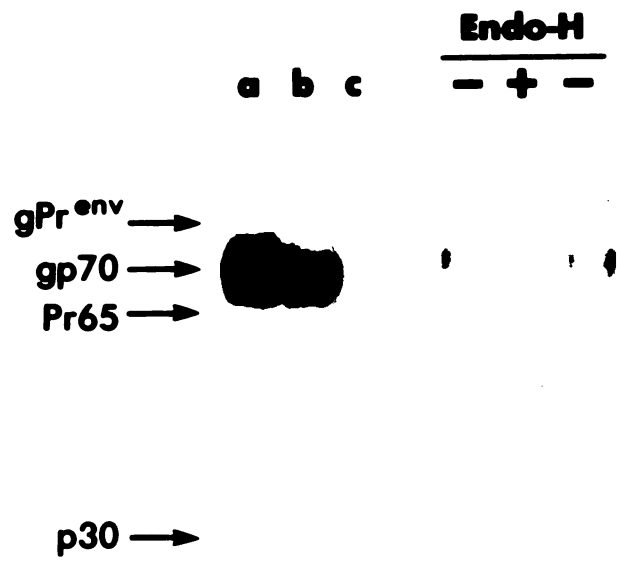 Endo-H
a b c − + −
gPr env
gp70
Pr65
p30